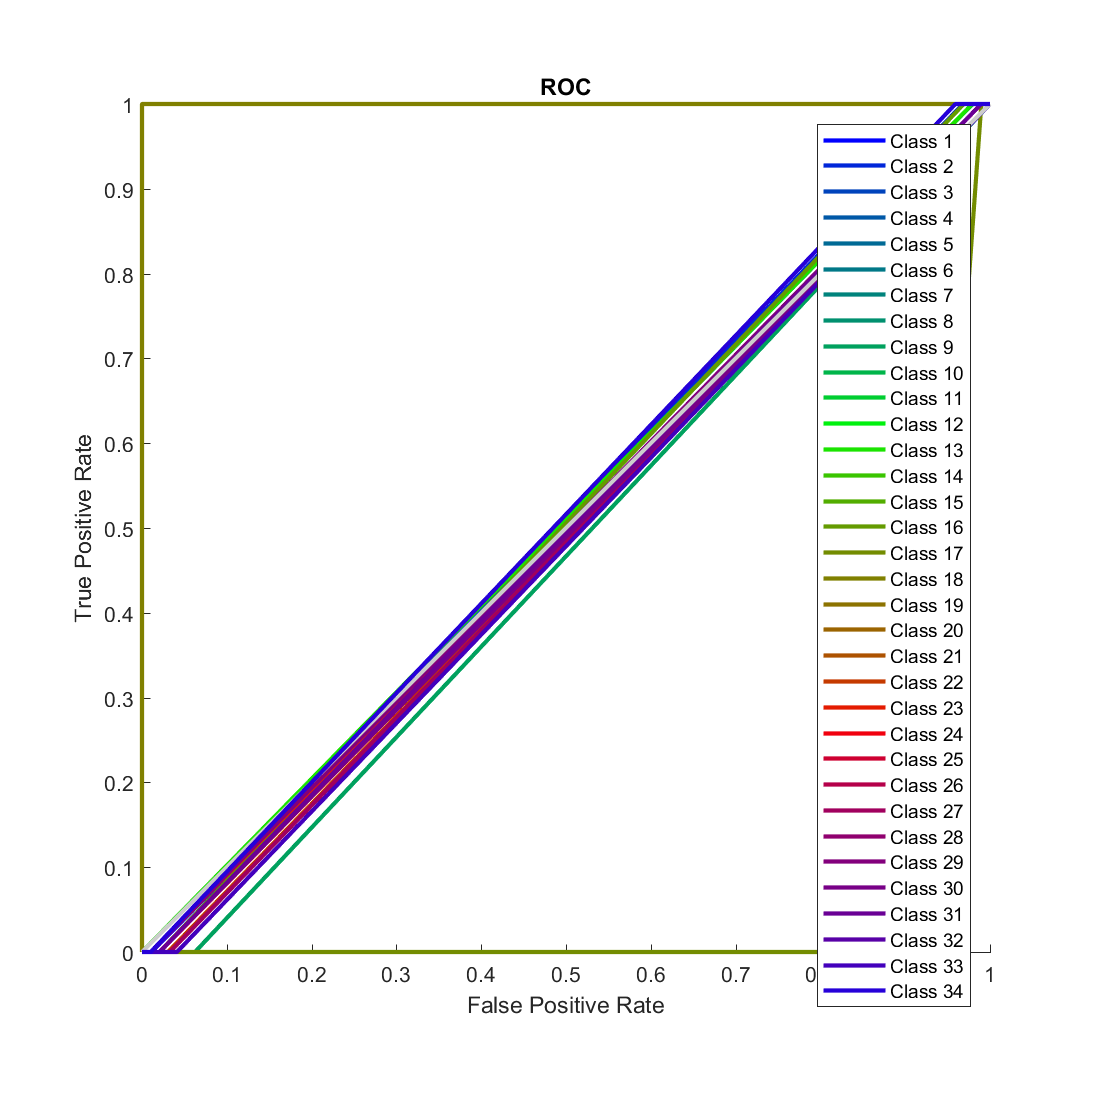 ROC
1
0.9
0.8
0.7
0.6
0.5
0.4
0.3
0.2
0.1
0
True Positive Rate
Class 1
Class 2
Class 3
Class 4
Class 5
Class 6
Class 7
Class 8
Class 9
Class 10
Class 11
Class 12
Class 13
Class 14
Class 15
Class 16
Class 17
Class 18
Class 19
Class 20
Class 21
Class 22
Class 23
Class 24
Class 25
Class 26
Class 27
Class 28
Class 29
Class 30
Class 31
Class 32
Class 33
Class 34
0 0.1 0.2 0.3 0.4 0.5 0.6 0.7 1
False Positive Rate